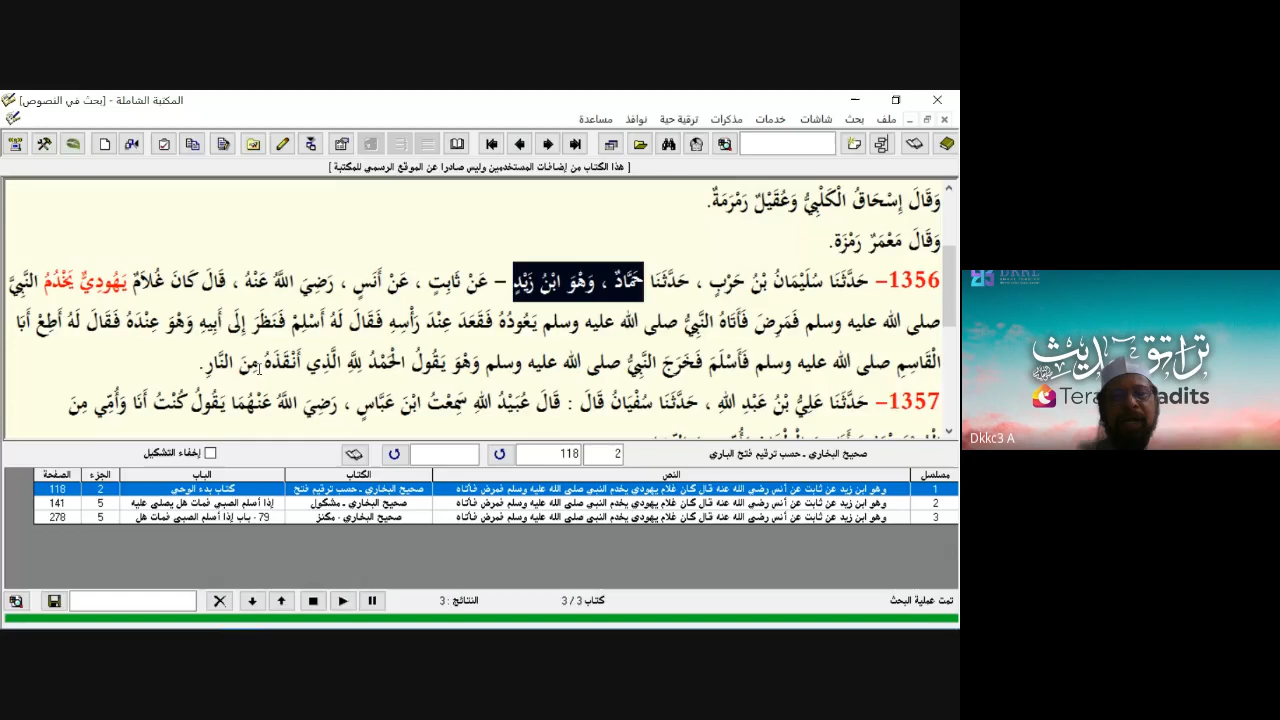 المكتبة الشاملة - [بحث في النصوص]
ملف بحث شاشات خدمات مذكرات ترقية حية نوافذ مساعدة
[ هذا الكتاب من إضافات المستخدمين وليس صادرا عن الموقع الرسمي للمكتبة ]
وَقَالَ إِسْحَاقُ الْكَلْبِيُّ وَعُقَيْلٌ رَمْرَمَةٌ.
وَقَالَ مَعْمَرٌ رَمْزَة.
1356- حَدَّثَنَا سُلَيْمَانُ بْنُ حَرْبٍ ، حَدَّثَنَا حَمَّادٌ ، وَهْوَ ابْنُ زَيْدٍ – عَنْ ثَابِتٍ ، عَنْ أَنَسٍ ، رَضِيَ اللَّهُ عَنْهُ ، قَالَ كَانَ غُلاَمٌ يَهُودِيٌّ يَخْدُمُ النَّبِيَّ
صلى الله عليه وسلم فَمَرِضَ فَأَتَاهُ النَّبِيُّ صلى الله عليه وسلم يَعُودُهُ فَقَعَدَ عِنْدَ رَأْسِهِ فَقَالَ لَهُ أَسْلِمْ فَنَظَرَ إِلَى أَبِيهِ وَهْوَ عِنْدَهُ فَقَالَ لَهُ أَطِعْ أَبَا
الْقَاسِمِ صلى الله عليه وسلم فَأَسْلَمَ فَخَرَجَ النَّبِيُّ صلى الله عليه وسلم وَهْوَ يَقُولُ الْحَمْدُ لِلَّهِ الَّذِي أَنْقَذَهُ مِنَ النَّارِ.
1357- حَدَّثَنَا عَلِيُّ بْنُ عَبْدِ اللهِ ، حَدَّثَنَا سُفْيَانُ قَالَ : قَالَ عُبَيْدُ اللهِ سَمِعْتُ ابْنَ عَبَّاسٍ ، رَضِيَ اللَّهُ عَنْهُمَا يَقُولُ كُنْتُ أَنَا وَأُمِّي مِنَ
صحيح البخاري ـ حسب ترقيم فتح الباري 2 118 إخفاء التشكيل
مسلسل النص الكتاب الباب الجزء الصفحة
1 وهو ابن زيد عن ثابت عن أنس رضي الله عنه قال كان غلام يهودي يخدم النبي صلى الله عليه وسلم فمرض فأتاه صحيح البخاري ـ حسب ترقيم فتح كتاب بدء الوحي 2 118
2 وهو ابن زيد عن ثابت عن أنس رضي الله عنه قال كان غلام يهودي يخدم النبي صلى الله عليه وسلم فمرض فأتاه صحيح البخاري ـ مشكول إذا أسلم الصبي فمات هل يصلى عليه 5 141
3 وهو ابن زيد عن ثابت عن أنس رضي الله عنه قال كان غلام يهودي يخدم النبي صلى الله عليه وسلم فمرض فأتاه صحيح البخاري ـ مكنز 79 - باب إذا أسلم الصبي فمات هل 5 278
تمت عملية البحث كتاب 3 / 3 النتائج : 3
Dkkc3 A